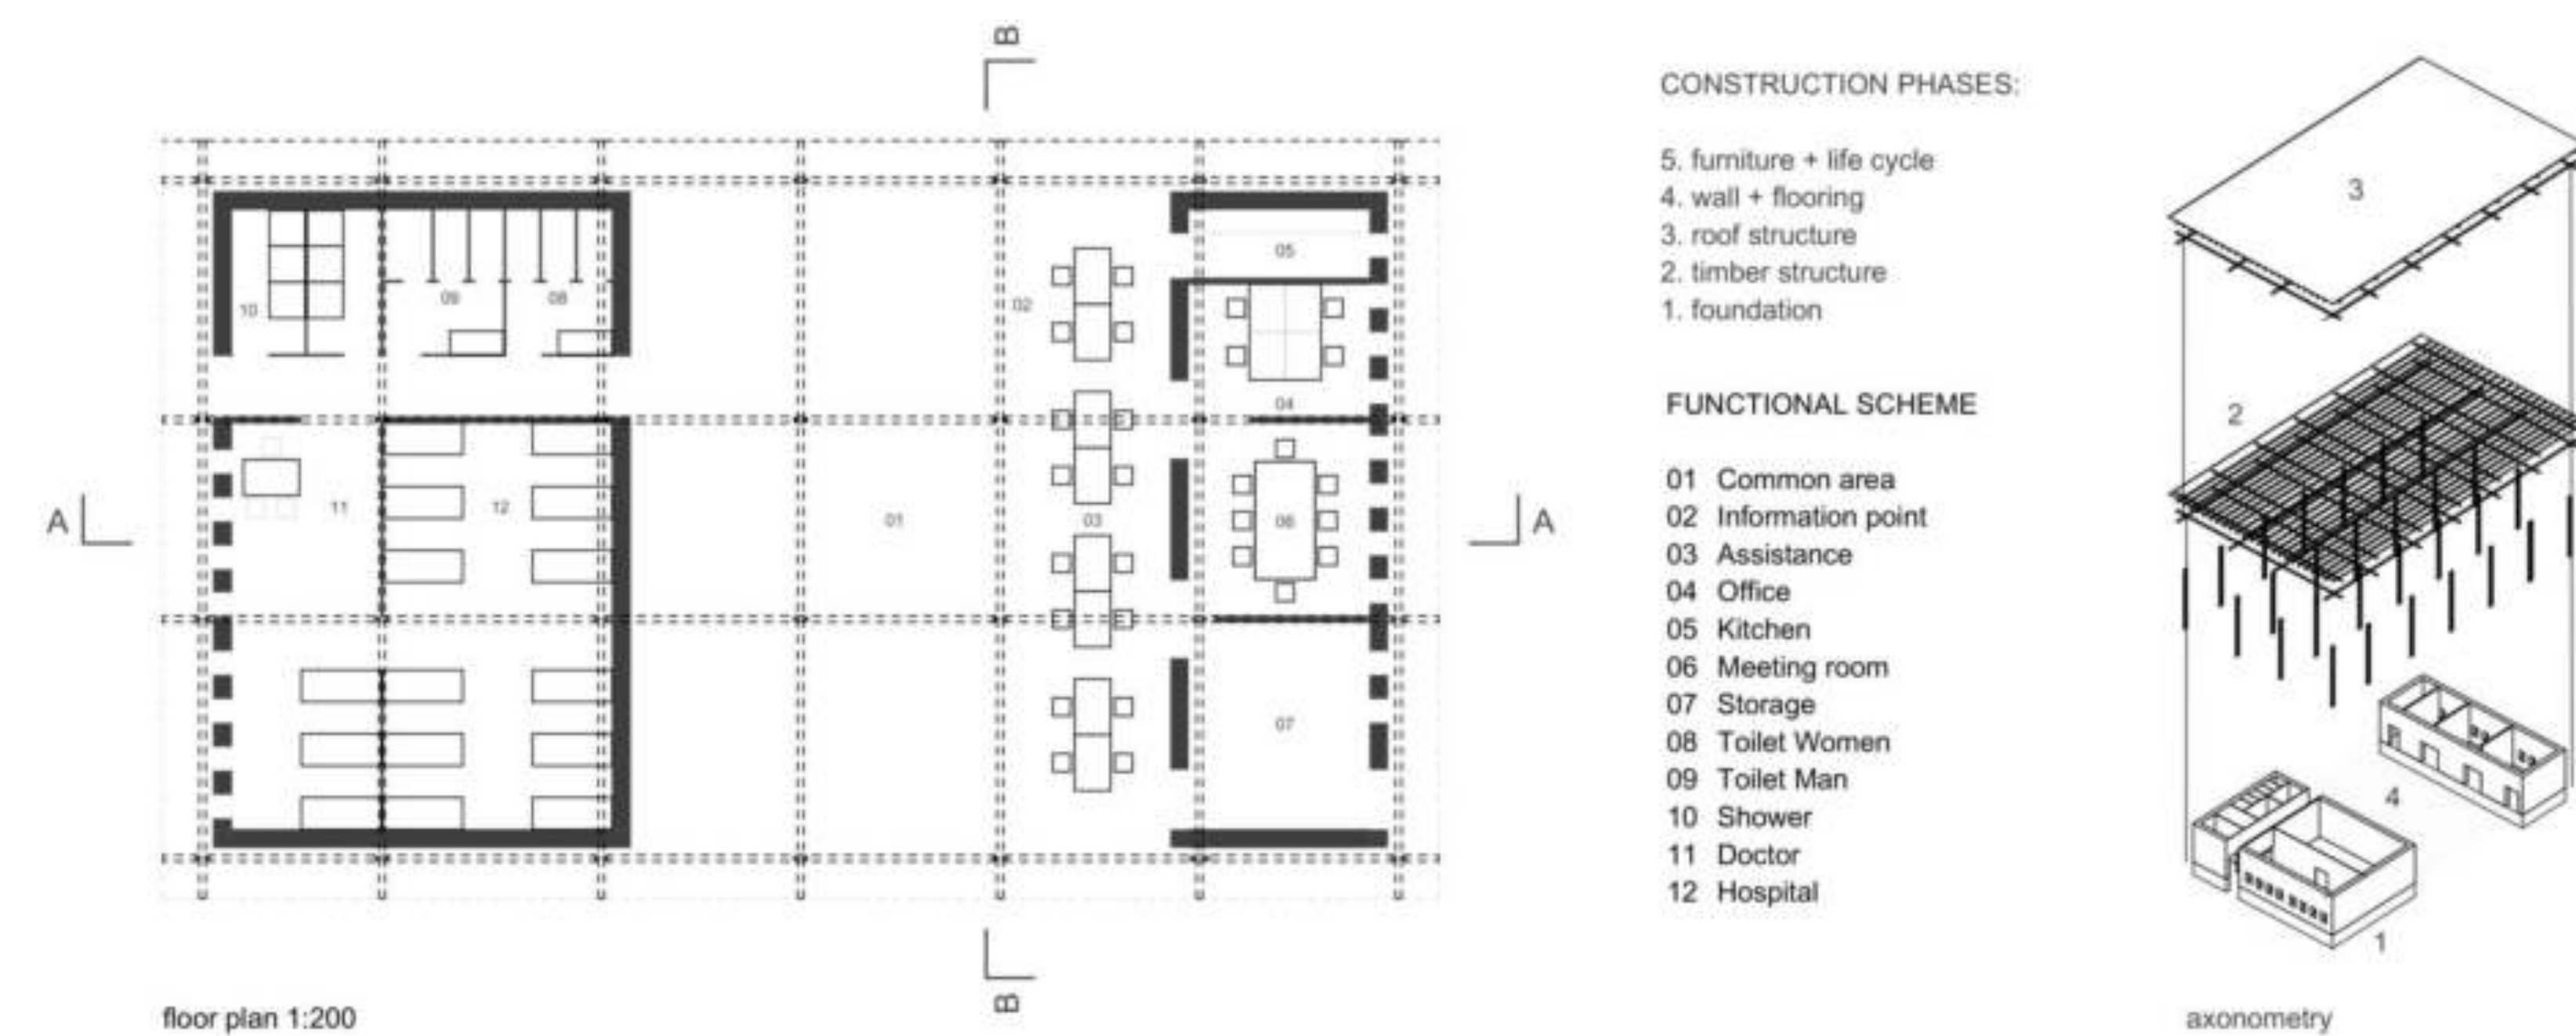 B
10
09
08
02
05
04
A
11
12
01
03
06
A
07
B
floor plan 1:200
CONSTRUCTION PHASES:
5. furniture + life cycle
4. wall + flooring
3. roof structure
2. timber structure
1. foundation
FUNCTIONAL SCHEME
01 Common area
02 Information point
03 Assistance
04 Office
05 Kitchen
06 Meeting room
07 Storage
08 Toilet Women
09 Toilet Man
10 Shower
11 Doctor
12 Hospital
3
2
4
1
axonometry